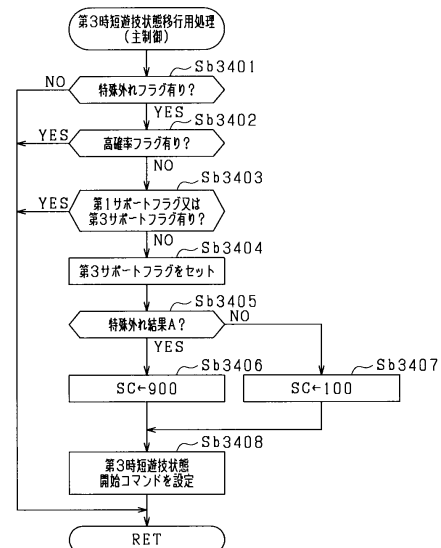 第3時短遊技状態移行用処理
(主制御)
Sb3401
特殊外れフラグ有り?
NO
YES
Sb3402
高確率フラグ有り?
YES
NO
Sb3403
第1サポートフラグ又は
第3サポートフラグ有り?
YES
NO
Sb3404
第3サポートフラグをセット
Sb3405
特殊外れ結果A?
NO
YES
Sb3406
SC←900
Sb3407
SC←100
Sb3408
第3時短遊技状態
開始コマンドを設定
RET